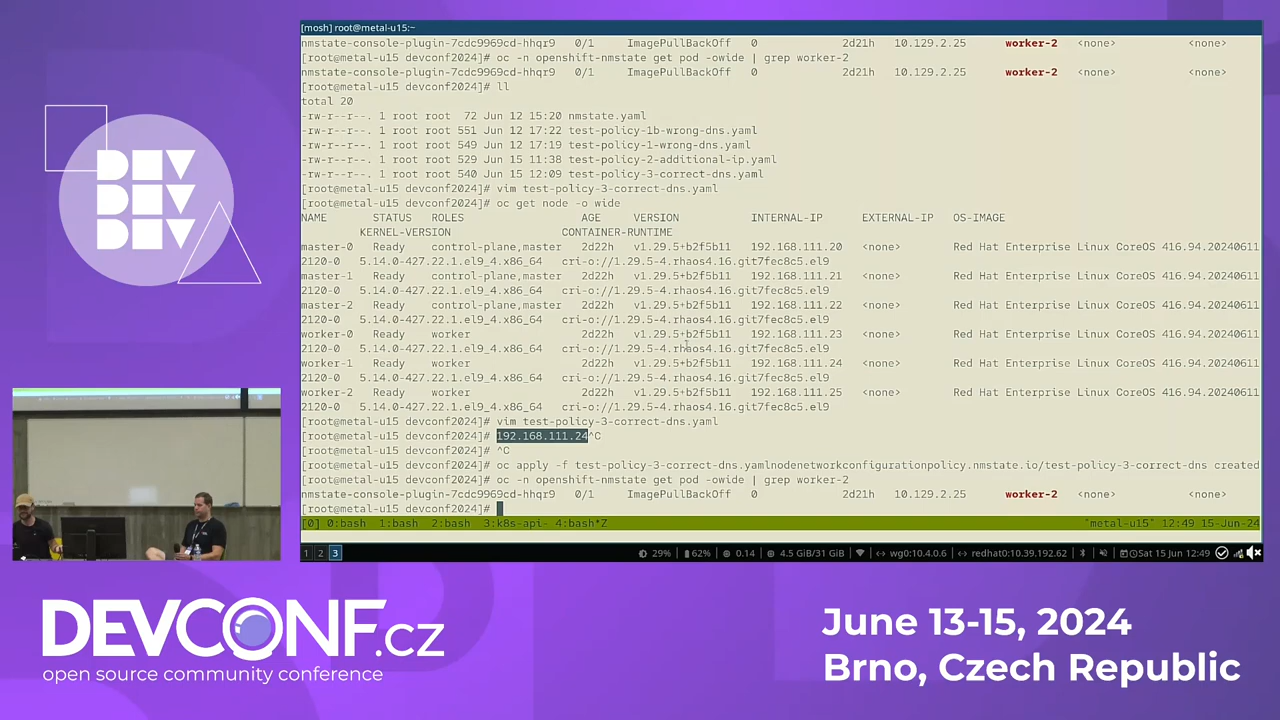 [mosh] root@metal-u15:~
nmstate-console-plugin-7cdc9969cd-hhqr9 0/1 ImagePullBackOff 0 2d21h 10.129.2.25 worker-2 <none> <none>
[root@metal-u15 devconf2024]# oc -n openshift-nmstate get pod -owide | grep worker-2
nmstate-console-plugin-7cdc9969cd-hhqr9 0/1 ImagePullBackOff 0 2d21h 10.129.2.25 worker-2 <none> <none>
[root@metal-u15 devconf2024]# ll
total 20
-rw-r--r--. 1 root root 72 Jun 12 15:20 nmstate.yaml
-rw-r--r--. 1 root root 551 Jun 12 17:22 test-policy-1b-wrong-dns.yaml
-rw-r--r--. 1 root root 549 Jun 12 17:19 test-policy-1-wrong-dns.yaml
-rw-r--r--. 1 root root 529 Jun 15 11:38 test-policy-2-additional-ip.yaml
-rw-r--r--. 1 root root 540 Jun 15 12:09 test-policy-3-correct-dns.yaml
[root@metal-u15 devconf2024]# vim test-policy-3-correct-dns.yaml
[root@metal-u15 devconf2024]# oc get node -o wide
NAME STATUS ROLES AGE VERSION INTERNAL-IP EXTERNAL-IP OS-IMAGE
KERNEL-VERSION CONTAINER-RUNTIME
master-0 Ready control-plane,master 2d22h v1.29.5+b2f5b11 192.168.111.20 <none> Red Hat Enterprise Linux CoreOS 416.94.20240611
2120-0 5.14.0-427.22.1.el9_4.x86_64 cri-o://1.29.5-4.rhaos4.16.git7fec8c5.el9
master-1 Ready control-plane,master 2d22h v1.29.5+b2f5b11 192.168.111.21 <none> Red Hat Enterprise Linux CoreOS 416.94.20240611
2120-0 5.14.0-427.22.1.el9_4.x86_64 cri-o://1.29.5-4.rhaos4.16.git7fec8c5.el9
master-2 Ready control-plane,master 2d22h v1.29.5+b2f5b11 192.168.111.22 <none> Red Hat Enterprise Linux CoreOS 416.94.20240611
2120-0 5.14.0-427.22.1.el9_4.x86_64 cri-o://1.29.5-4.rhaos4.16.git7fec8c5.el9
worker-0 Ready worker 2d22h v1.29.5+b2f5b11 192.168.111.23 <none> Red Hat Enterprise Linux CoreOS 416.94.20240611
2120-0 5.14.0-427.22.1.el9_4.x86_64 cri-o://1.29.5-4.rhaos4.16.git7fec8c5.el9
worker-1 Ready worker 2d22h v1.29.5+b2f5b11 192.168.111.24 <none> Red Hat Enterprise Linux CoreOS 416.94.20240611
2120-0 5.14.0-427.22.1.el9_4.x86_64 cri-o://1.29.5-4.rhaos4.16.git7fec8c5.el9
worker-2 Ready worker 2d22h v1.29.5+b2f5b11 192.168.111.25 <none> Red Hat Enterprise Linux CoreOS 416.94.20240611
2120-0 5.14.0-427.22.1.el9_4.x86_64 cri-o://1.29.5-4.rhaos4.16.git7fec8c5.el9
[root@metal-u15 devconf2024]# vim test-policy-3-correct-dns.yaml
[root@metal-u15 devconf2024]# 192.168.111.24^C
[root@metal-u15 devconf2024]# ^C
[root@metal-u15 devconf2024]# oc apply -f test-policy-3-correct-dns.yamlnodenetworkconfigurationpolicy.nmstate.io/test-policy-3-correct-dns created
[root@metal-u15 devconf2024]# oc -n openshift-nmstate get pod -owide | grep worker-2
nmstate-console-plugin-7cdc9969cd-hhqr9 0/1 ImagePullBackOff 0 2d21h 10.129.2.25 worker-2 <none> <none>
[root@metal-u15 devconf2024]#
[0] 0:bash 1:bash 2:bash 3:k8s-api- 4:bash*Z "metal-u15" 12:49 15-Jun-24
1 2 3 29% 62% 0.14 4.5 GiB/31 GiB wg0:10.4.0.6 redhat0:10.39.192.62 Sat 15 Jun 12:49
DEV
DEV
DEV
DEVCONF.cz
open source community conference
June 13-15, 2024
Brno, Czech Republic